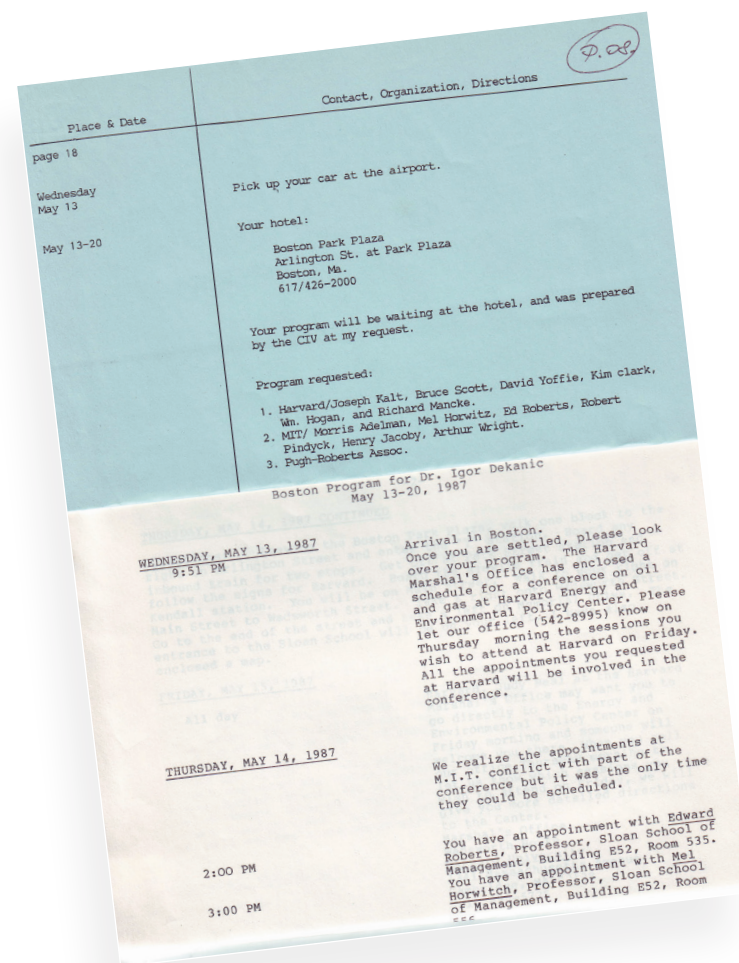 Place & Date
Contact, Organization, Directions
page 18
Wednesday
May 13
Pick up your car at the airport.
May 13-20
Your hotel:
Boston Park Plaza
Arlington St. at Park Plaza
Boston, Ma.
617/426-2000
Your program will be waiting at the hotel, and was prepared
by the CIV at my request.
Program requested:
1. Harvard/Joseph Kalt, Bruce Scott, David Yoffie, Kim clark,
Wm. Hogan, and Richard Mancke.
2. MIT/ Morris Adelman, Mel Horwitz, Ed Roberts, Robert
Pindyck, Henry Jacoby, Arthur Wright.
3. Pugh-Roberts Assoc.
Boston Program for Dr. Igor Dekanic
May 13-20, 1987
WEDNESDAY, MAY 13, 1987
9:51 PM
Arrival in Boston.
Once you are settled, please look
over your program. The Harvard
Marshal's Office has enclosed a
schedule for a conference on oil
and gas at Harvard Energy and
Environmental Policy Center. Please
let our office (542-8995) know on
Thursday morning the sessions you
wish to attend at Harvard on Friday.
All the appointments you requested
at Harvard will be involved in the
conference.
THURSDAY, MAY 14, 1987
We realize the appointments at
M.I.T. conflict with part of the
conference but it was the only time
they could be scheduled.
2:00 PM
You have an appointment with Edward
Roberts, Professor, Sloan School of
Management, Building E52, Room 535.
3:00 PM
You have an appointment with Mel
Horwitch, Professor, Sloan School
of Management, Building E52, Room